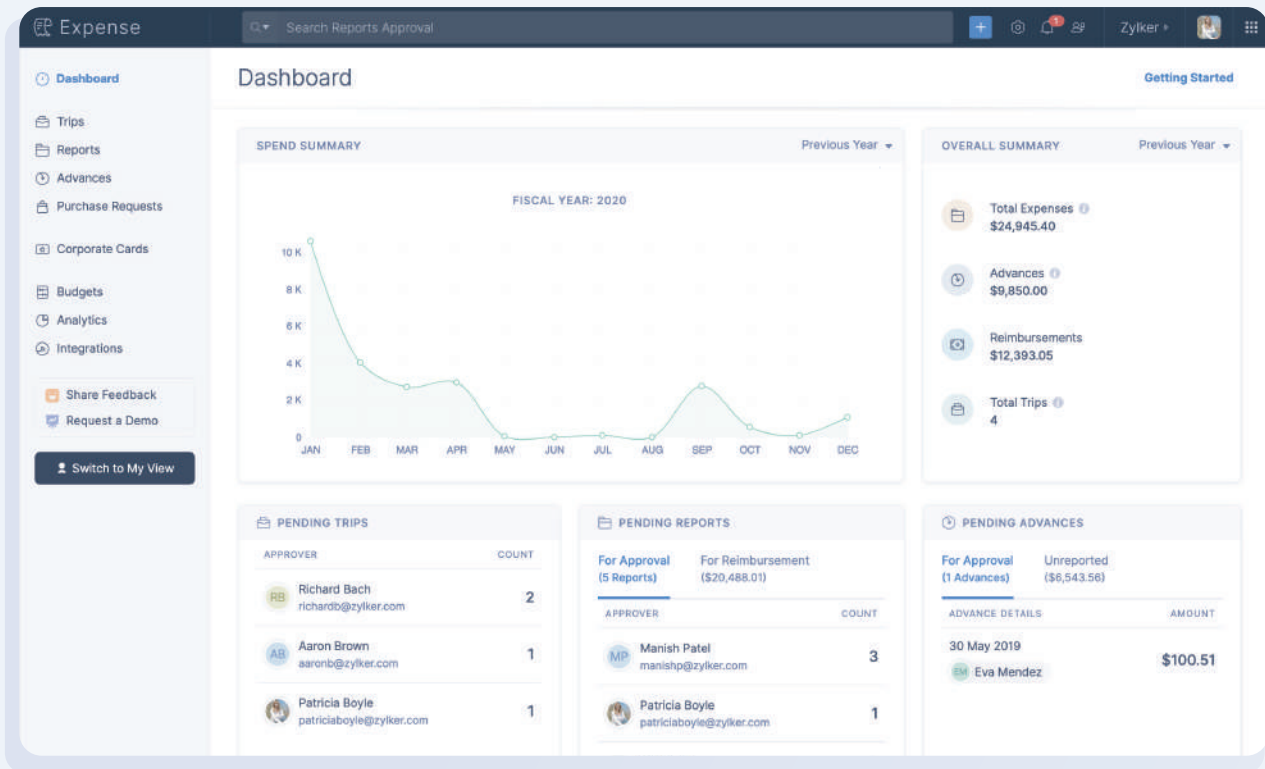 Expense
Search Reports Approval
1
Zylker
Dashboard
Trips
Reports
Advances
Purchase Requests
Corporate Cards
Budgets
Analytics
Integrations
Share Feedback
Request a Demo
Switch to My View
Dashboard
Getting Started
SPEND SUMMARY
Previous Year
FISCAL YEAR: 2020
10 K
8 K
6 K
4 K
2 K
0
JAN FEB MAR APR MAY JUN JUL AUG SEP OCT NOV DEC
OVERALL SUMMARY
Previous Year
Total Expenses
$24,945.40
Advances
$9,850.00
Reimbursements
$12,393.05
Total Trips
4
PENDING TRIPS
APPROVER COUNT
RB
Richard Bach
richardb@zylker.com
2
AB
Aaron Brown
aaronb@zylker.com
1
Patricia Boyle
patriciaboyle@zylker.com
1
PENDING REPORTS
For Approval
(5 Reports)
For Reimbursement
($20,488.01)
APPROVER COUNT
MP
Manish Patel
manishp@zylker.com
3
Patricia Boyle
patriciaboyle@zylker.com
1
PENDING ADVANCES
For Approval
(1 Advances)
Unreported
($6,543.56)
ADVANCE DETAILS AMOUNT
30 May 2019
EM Eva Mendez
$100.51